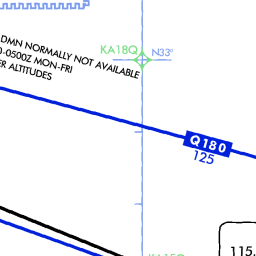 KA18Q
N33°
DMN NORMALLY NOT AVAILABLE
0-0500Z MON-FRI
ER ALTITUDES
Q180
125
115.